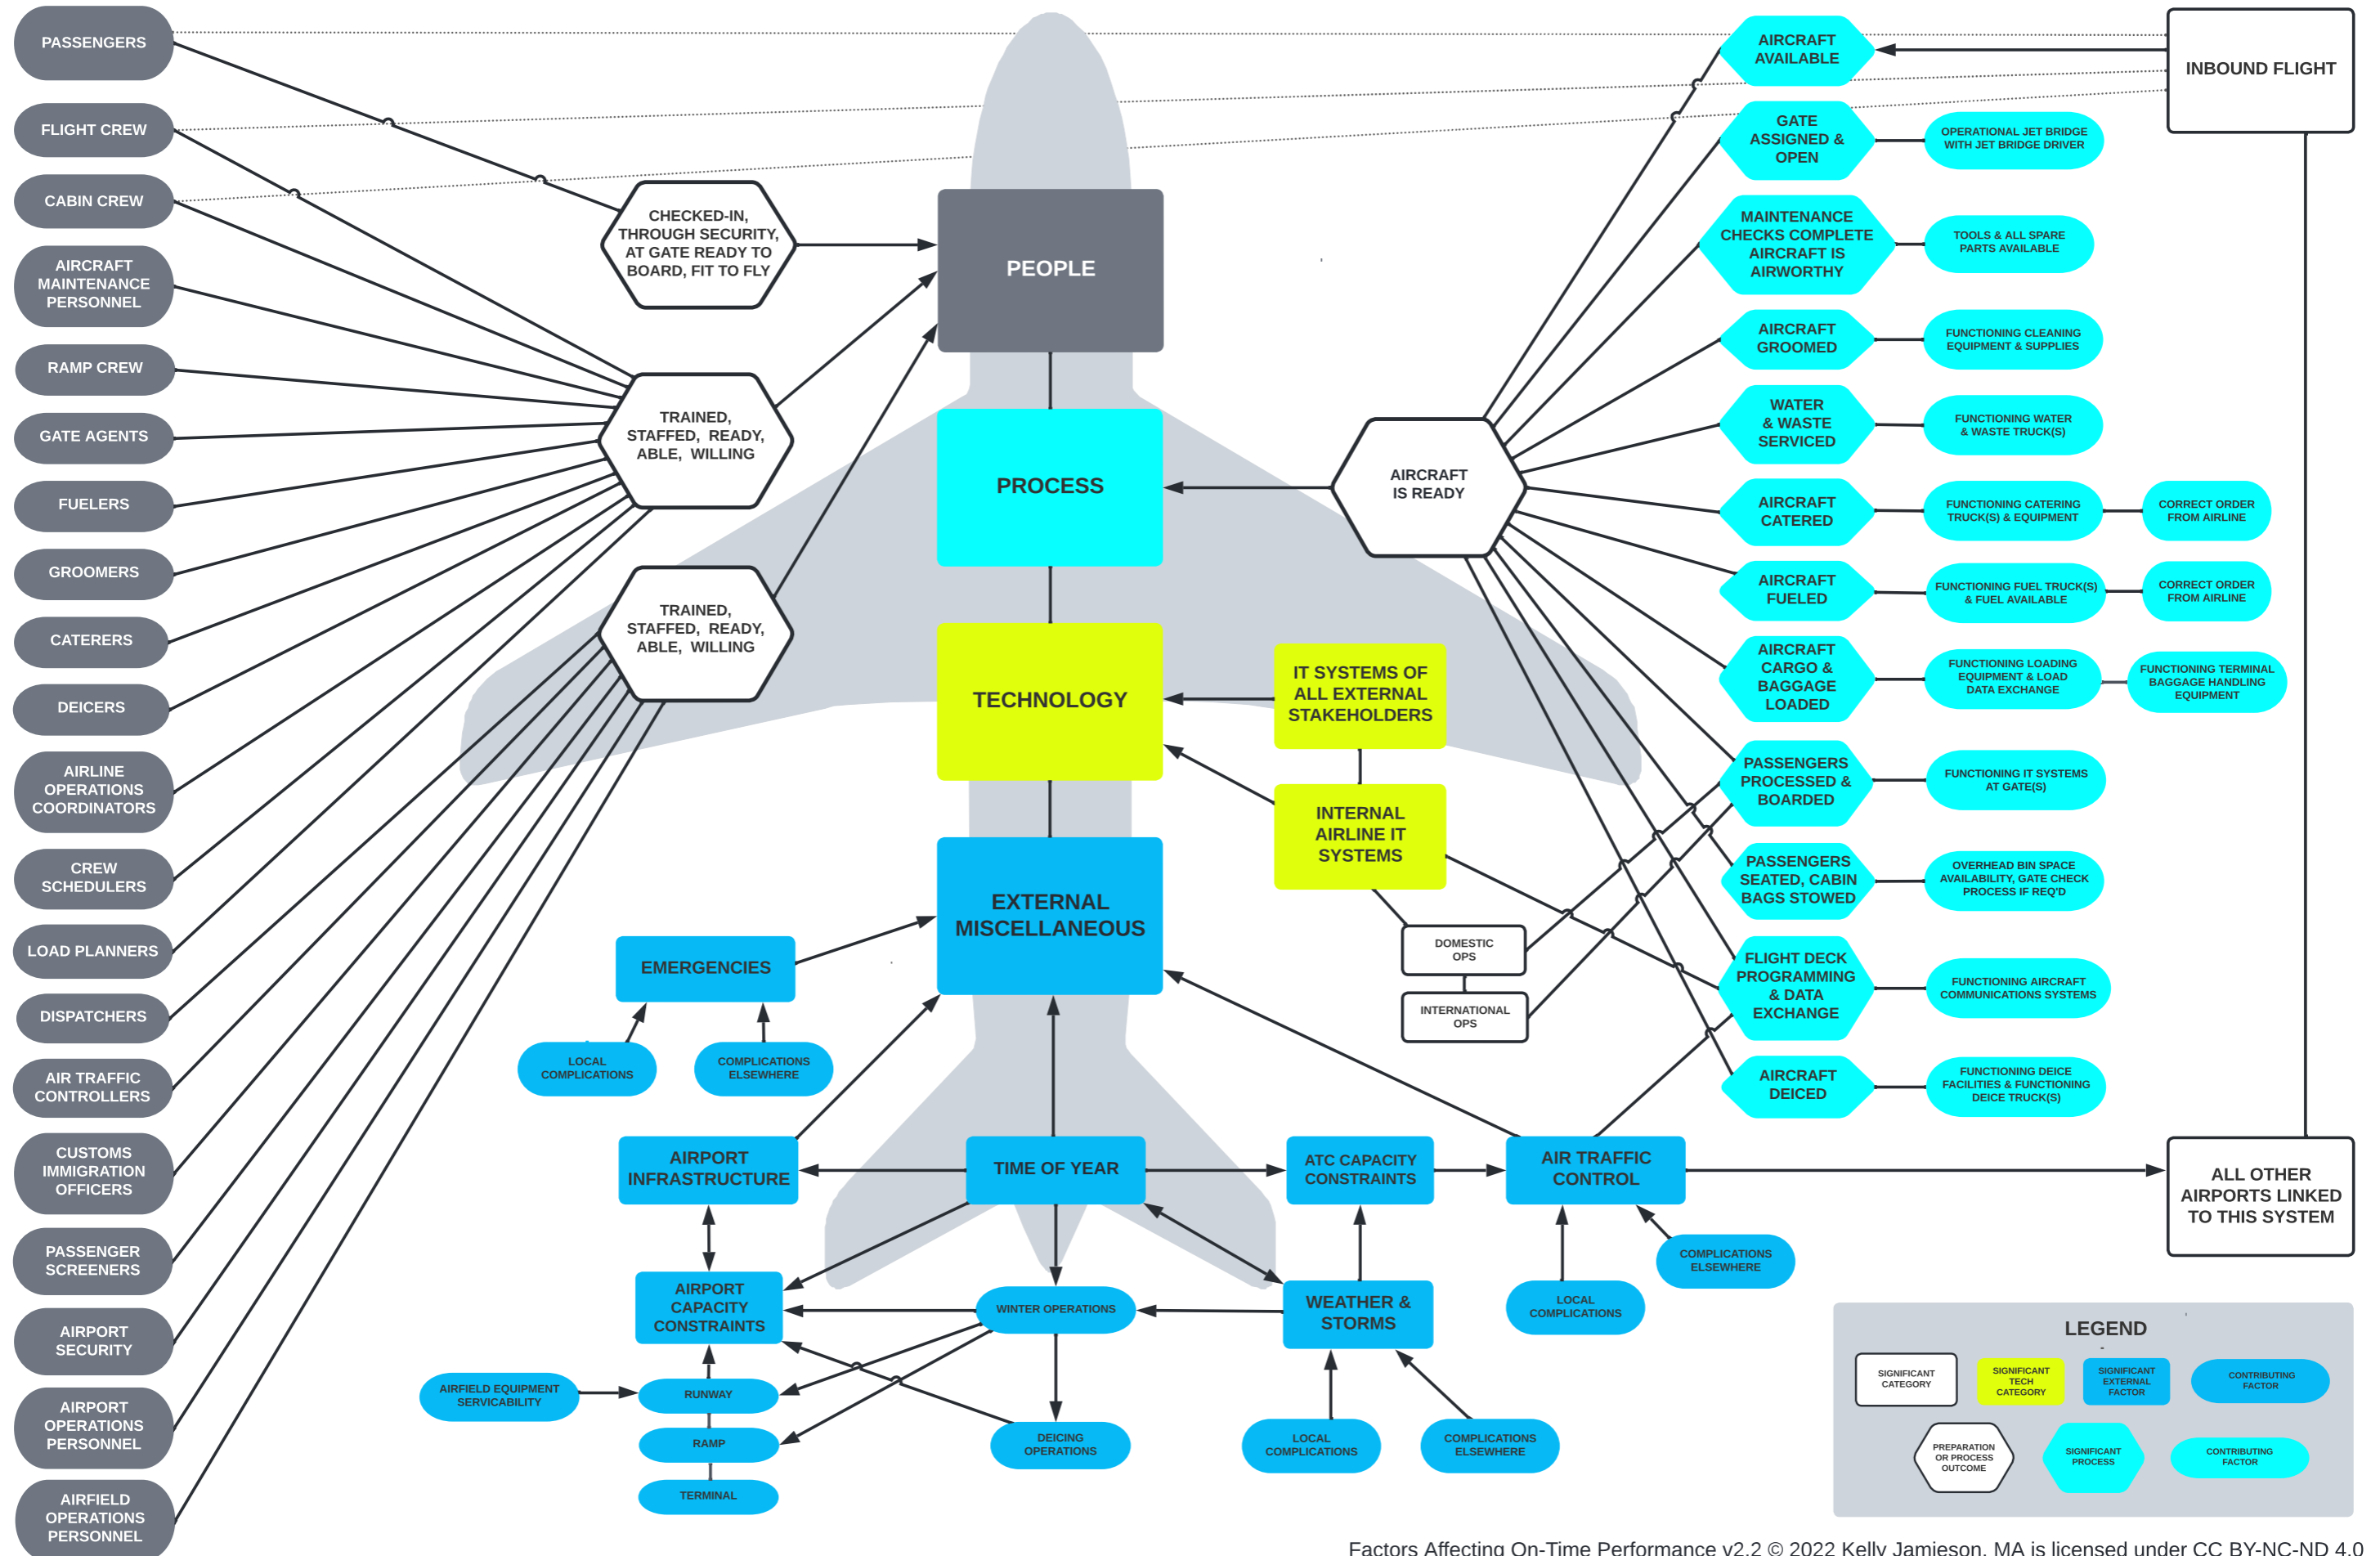 PASSENGERS
FLIGHT CREW
CABIN CREW
AIRCRAFT
MAINTENANCE
PERSONNEL
RAMP CREW
GATE AGENTS
FUELERS
GROOMERS
CATERERS
DEICERS
AIRLINE
OPERATIONS
COORDINATORS
CREW
SCHEDULERS
LOAD PLANNERS
DISPATCHERS
AIR TRAFFIC
CONTROLLERS
CUSTOMS
IMMIGRATION
OFFICERS
PASSENGER
SCREENERS
AIRPORT
SECURITY
AIRPORT
OPERATIONS
PERSONNEL
AIRFIELD
OPERATIONS
PERSONNEL
CHECKED-IN,
THROUGH SECURITY,
AT GATE READY TO
BOARD, FIT TO FLY
TRAINED,
STAFFED, READY,
ABLE, WILLING
TRAINED,
STAFFED, READY,
ABLE, WILLING
PEOPLE
PROCESS
TECHNOLOGY
EXTERNAL
MISCELLANEOUS
IT SYSTEMS OF
ALL EXTERNAL
STAKEHOLDERS
INTERNAL
AIRLINE IT
SYSTEMS
DOMESTIC
OPS
INTERNATIONAL
OPS
AIRCRAFT
IS READY
AIRCRAFT
AVAILABLE
GATE
ASSIGNED &
OPEN
OPERATIONAL JET BRIDGE
WITH JET BRIDGE DRIVER
MAINTENANCE
CHECKS COMPLETE
AIRCRAFT IS
AIRWORTHY
TOOLS & ALL SPARE
PARTS AVAILABLE
AIRCRAFT
GROOMED
FUNCTIONING CLEANING
EQUIPMENT & SUPPLIES
WATER
& WASTE
SERVICED
FUNCTIONING WATER
& WASTE TRUCK(S)
AIRCRAFT
CATERED
FUNCTIONING CATERING
TRUCK(S) & EQUIPMENT
CORRECT ORDER
FROM AIRLINE
AIRCRAFT
FUELED
FUNCTIONING FUEL TRUCK(S)
& FUEL AVAILABLE
CORRECT ORDER
FROM AIRLINE
AIRCRAFT
CARGO &
BAGGAGE
LOADED
FUNCTIONING LOADING
EQUIPMENT & LOAD
DATA EXCHANGE
FUNCTIONING TERMINAL
BAGGAGE HANDLING
EQUIPMENT
PASSENGERS
PROCESSED &
BOARDED
FUNCTIONING IT SYSTEMS
AT GATE(S)
PASSENGERS
SEATED, CABIN
BAGS STOWED
OVERHEAD BIN SPACE
AVAILABILITY, GATE CHECK
PROCESS IF REQ'D
FLIGHT DECK
PROGRAMMING
& DATA
EXCHANGE
FUNCTIONING AIRCRAFT
COMMUNICATIONS SYSTEMS
AIRCRAFT
DEICED
FUNCTIONING DEICE
FACILITIES & FUNCTIONING
DEICE TRUCK(S)
INBOUND FLIGHT
ALL OTHER
AIRPORTS LINKED
TO THIS SYSTEM
EMERGENCIES
LOCAL
COMPLICATIONS
COMPLICATIONS
ELSEWHERE
AIRPORT
INFRASTRUCTURE
TIME OF YEAR
ATC CAPACITY
CONSTRAINTS
AIR TRAFFIC
CONTROL
COMPLICATIONS
ELSEWHERE
LOCAL
COMPLICATIONS
AIRPORT
CAPACITY
CONSTRAINTS
WINTER OPERATIONS
WEATHER &
STORMS
AIRFIELD EQUIPMENT
SERVICABILITY
RUNWAY
RAMP
TERMINAL
DEICING
OPERATIONS
LOCAL
COMPLICATIONS
COMPLICATIONS
ELSEWHERE
LEGEND
SIGNIFICANT
CATEGORY
SIGNIFICANT
TECH
CATEGORY
SIGNIFICANT
EXTERNAL
FACTOR
CONTRIBUTING
FACTOR
PREPARATION
OR PROCESS
OUTCOME
SIGNIFICANT
PROCESS
CONTRIBUTING
FACTOR
Factors Affecting On-Time Performance v2.2 © 2022 Kelly Jamieson, MA is licensed under CC BY-NC-ND 4.0